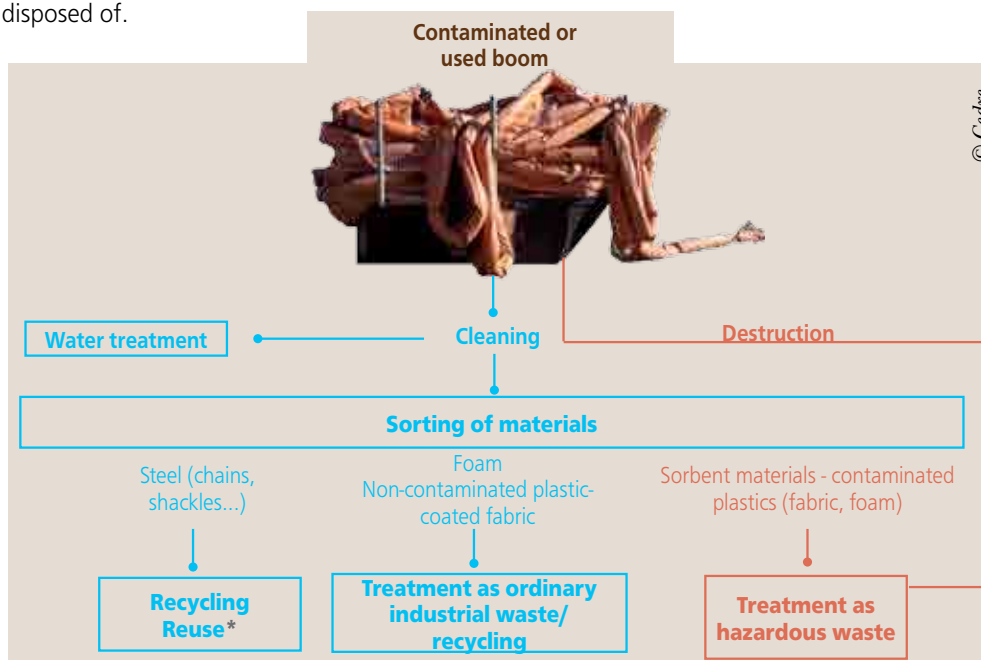 disposed of.
Contaminated or
used boom
© Cedre
Water treatment
Cleaning
Destruction
Sorting of materials
Steel (chains,
shackles...)
Foam
Non-contaminated plastic-
coated fabric
Sorbent materials - contaminated
plastics (fabric, foam)
Recycling
Reuse*
Treatment as ordinary
industrial waste/
recycling
Treatment as
hazardous waste